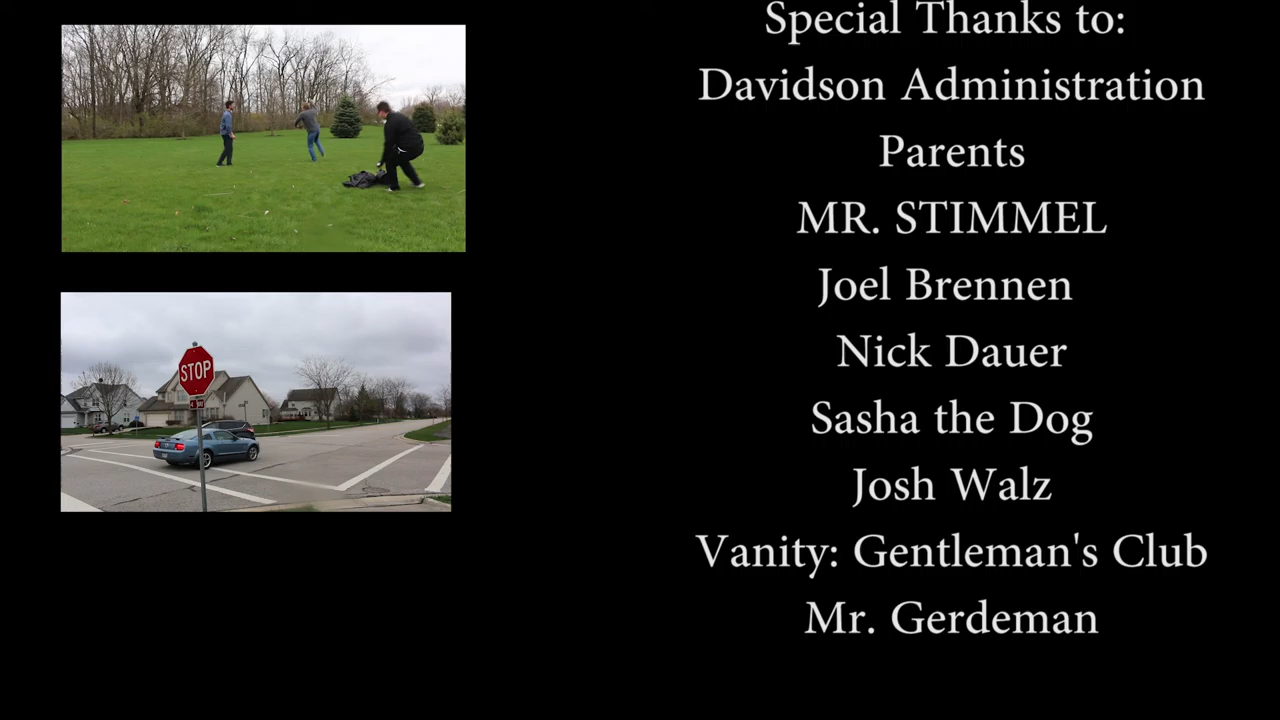 Special Thanks to:
Davidson Administration
Parents
MR. STIMMEL
Joel Brennen
Nick Dauer
Sasha the Dog
Josh Walz
Vanity: Gentleman's Club
Mr. Gerdeman
STOP